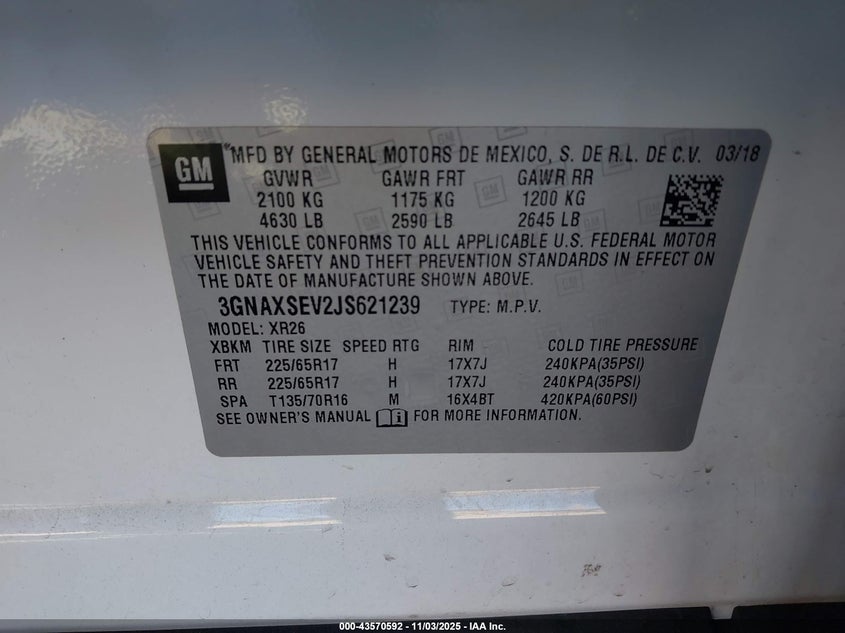 GM
*MFD BY GENERAL MOTORS DE MEXICO, S. DE R.L. DE C.V. 03/18
GVWR GAWR FRT GAWR RR
2100 KG 1175 KG 1200 KG
4630 LB 2590 LB 2645 LB
THIS VEHICLE CONFORMS TO ALL APPLICABLE U.S. FEDERAL MOTOR
VEHICLE SAFETY AND THEFT PREVENTION STANDARDS IN EFFECT ON
THE DATE OF MANUFACTURE SHOWN ABOVE.
3GNAXSEV2JS621239 TYPE: M.P.V.
MODEL: XR26
XBKM TIRE SIZE SPEED RTG RIM COLD TIRE PRESSURE
FRT 225/65R17 H 17X7J 240KPA(35PSI)
RR 225/65R17 H 17X7J 240KPA(35PSI)
SPA T135/70R16 M 16X4BT 420KPA(60PSI)
SEE OWNER'S MANUAL FOR MORE INFORMATION.
000-43570592 - 11/03/2025 - IAA Inc.